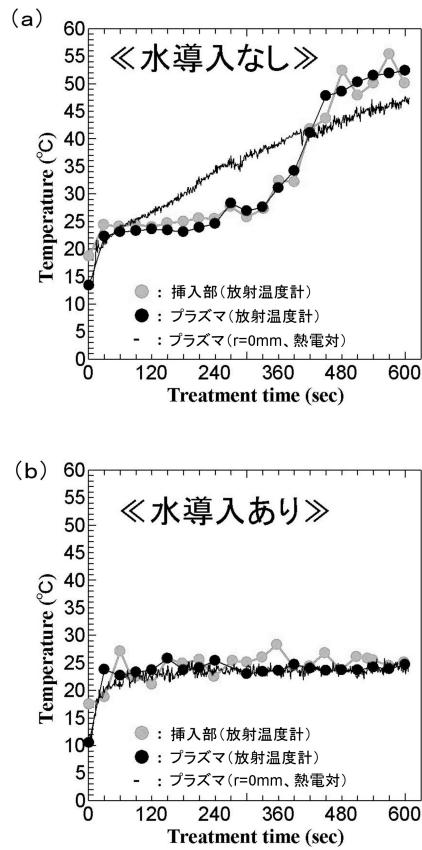 (a)
≪水導入なし≫
Temperature (℃)
60
55
50
45
40
35
30
25
20
15
10
5
0
●：挿入部(放射温度計)
●：プラズマ(放射温度計)
-：プラズマ(r=0mm、熱電対)
0 120 240 360 480 600
Treatment time (sec)
(b)
≪水導入あり≫
Temperature (℃)
60
55
50
45
40
35
30
25
20
15
10
5
0
●：挿入部(放射温度計)
●：プラズマ(放射温度計)
-：プラズマ(r=0mm、熱電対)
0 120 240 360 480 600
Treatment time (sec)